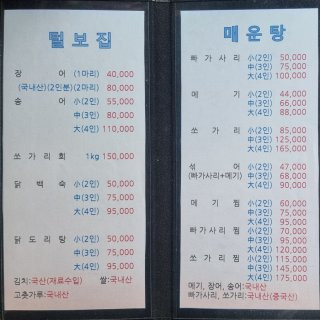 털보집
장 어 (1마리) 40,000
(국내산)(2인분)(2마리) 80,000
송 어 小(2인) 55,000
中(3인) 80,000
大(4인) 110,000
쏘가리회 1kg 150,000
닭백숙 小(2인) 50,000
中(3인) 75,000
大(4인) 95,000
닭도리탕 小(2인) 50,000
中(3인) 75,000
大(4인) 95,000
김치:국산(재료수입) 쌀:국내산
고춧가루:국내산
매운탕
빠가사리 小(2인) 50,000
中(3인) 75,000
大(4인) 100,000
메 기 小(2인) 44,000
中(3인) 66,000
大(4인) 88,000
쏘 가 리 小(2인) 85,000
中(3인) 125,000
大(4인) 165,000
섞 어 小(2인) 47,000
(빠가사리+메기) 中(3인) 68,000
大(4인) 90,000
메 기 찜 小(2인) 60,000
中(3인) 75,000
大(4인) 95,000
빠가사리찜 小(2인) 70,000
中(3인) 90,000
大(4인) 120,000
쏘가리찜 小(2인) 115,000
中(3인) 145,000
大(4인) 175,000
메기, 장어, 송어:국내산
빠가사리, 쏘가리:국내산(중국산)